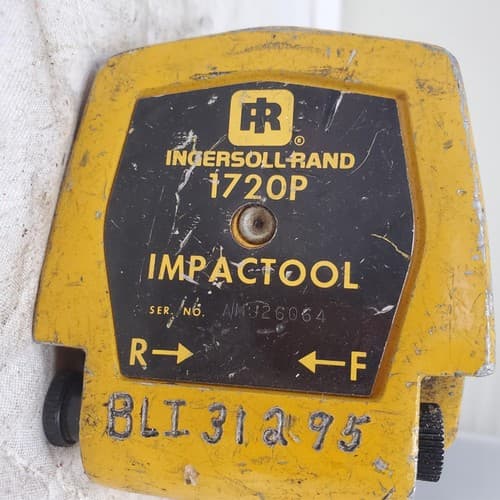 IR
®
INGERSOLL-RAND
1720P
IMPACTOOL
SER. NO.
R→ ←F
BLI 31295